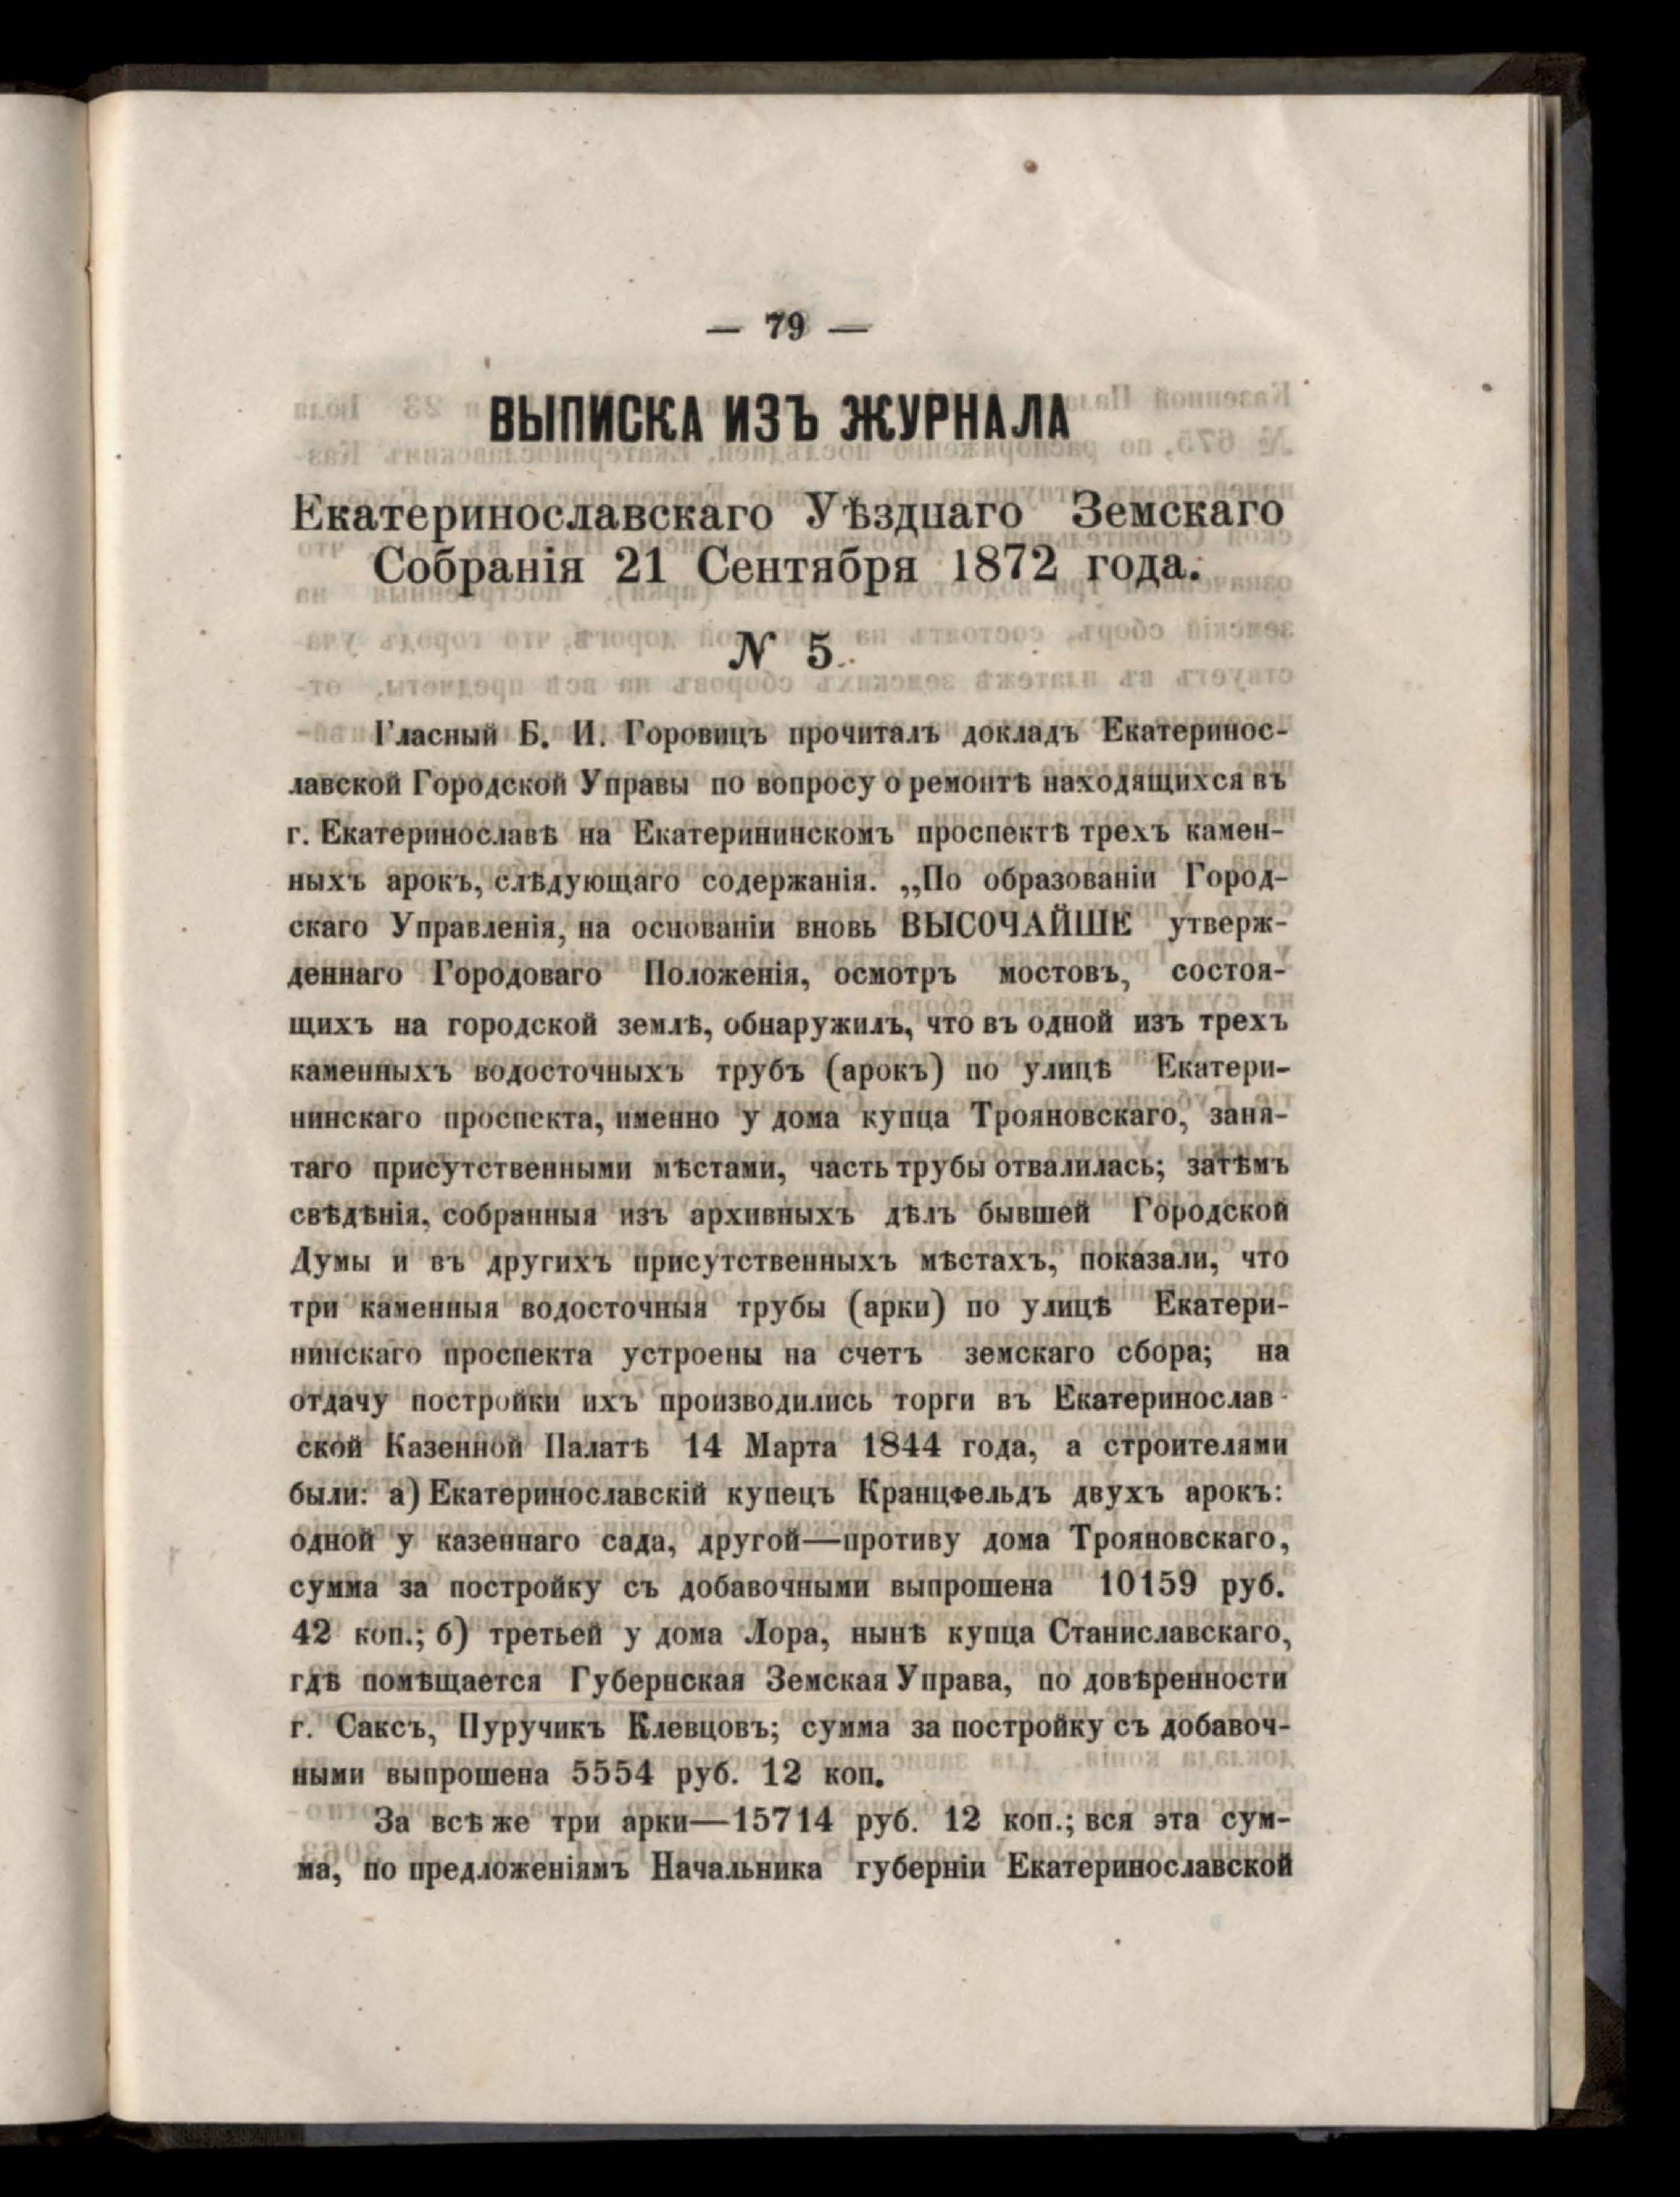 — 79 —
ВЫПИСКА ИЗЪ ЖУРНАЛА
Екатеринославскаго Уѣзднаго Земскаго
Собранія 21 Сентября 1872 года.
№ 5.
Гласный Б. И. Горовицъ прочиталъ докладъ Екатеринос-
лавской Городской Управы по вопросу о ремонтѣ находящихся въ
г. Екатеринославѣ на Екатерининскомъ проспектѣ трехъ камен-
ныхъ арокъ, слѣдующаго содержанія. „По образованіи Город-
скаго Управленія, на основаніи вновь ВЫСОЧАЙШЕ утверж-
деннаго Городоваго Положенія, осмотръ мостовъ, состоя-
щихъ на городской землѣ, обнаружилъ, что въ одной изъ трехъ
каменныхъ водосточныхъ трубъ (арокъ) по улицѣ Екатери-
нинскаго проспекта, именно у дома купца Трояновскаго, заня-
таго присутственными мѣстами, часть трубы отвалилась; затѣмъ
свѣдѣнія, собранныя изъ архивныхъ дѣлъ бывшей Городской
Думы и въ другихъ присутственныхъ мѣстахъ, показали, что
три каменныя водосточныя трубы (арки) по улицѣ Екатери-
нинскаго проспекта устроены на счетъ земскаго сбора; на
отдачу постройки ихъ производились торги въ Екатеринослав-
ской Казенной Палатѣ 14 Марта 1844 года, а строителями
были: а) Екатеринославскій купецъ Кранцфельдъ двухъ арокъ:
одной у казеннаго сада, другой—противу дома Трояновскаго,
сумма за постройку съ добавочными выпрошена 10159 руб.
42 коп.; б) третьей у дома Лора, нынѣ купца Станиславскаго,
гдѣ помѣщается Губернская Земская Управа, по довѣренности
г. Саксъ, Пуручикъ Клевцовъ; сумма за постройку съ добавоч-
ными выпрошена 5554 руб. 12 коп.
За всѣ же три арки—15714 руб. 12 коп.; вся эта сум-
ма, по предложеніямъ Начальника губерніи Екатеринославской